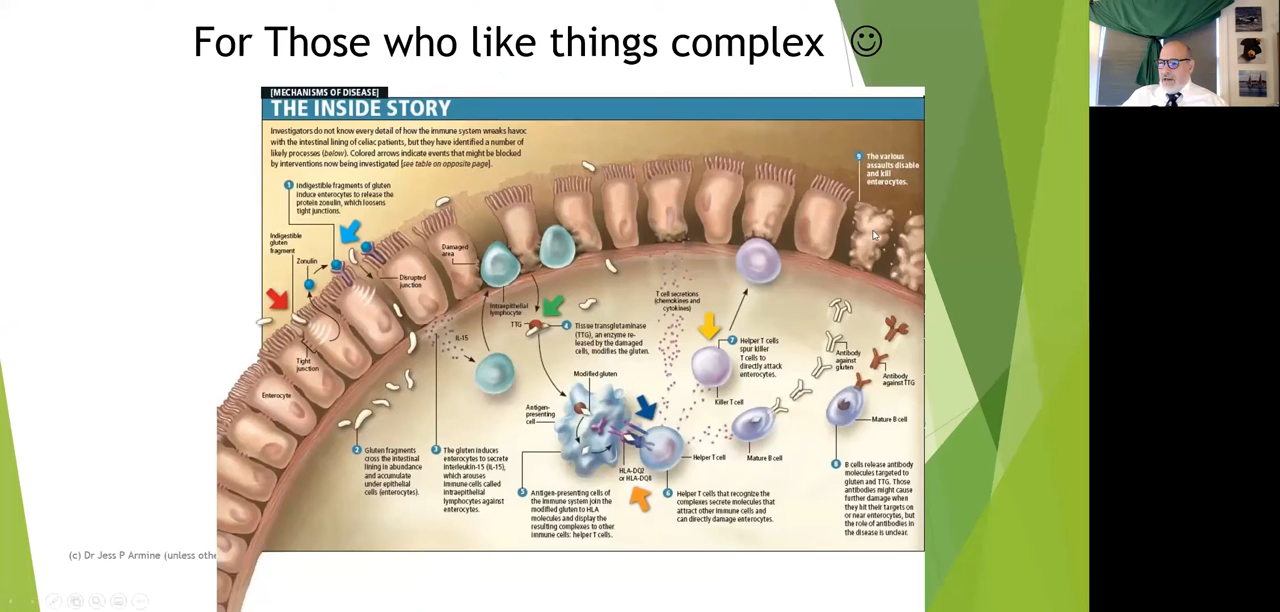 For Those who like things complex ☺
[MECHANISMS OF DISEASE]
THE INSIDE STORY
Investigators do not know every detail of how the immune system wreaks havoc
with the intestinal lining of celiac patients, but they have identified a number of
likely processes (below). Colored arrows indicate events that might be blocked
by interventions now being investigated [see table on opposite page].
1 Indigestible fragments of gluten
induce enterocytes to release the
protein zonulin, which loosens
tight junctions.
Indigestible
gluten
fragment
Zonulin
Disrupted
junction
Damaged
area
Intraepithelial
lymphocyte
TTG
4 Tissue transglutaminase
(TTG), an enzyme re-
leased by the damaged
cells, modifies the gluten.
T cell secretions
(chemokines and
cytokines)
9 The various
assaults disable
and kill
enterocytes.
IL-15
Tight
junction
Enterocyte
Modified gluten
Antigen-
presenting
cell
7 Helper T cells
spur killer
T cells to
directly attack
enterocytes.
Killer T cell
Antibody
against
gluten
Antibody
against TTG
Mature B cell
Mature B cell
Helper T cell
HLA-DQ2
or HLA-DQ8
2 Gluten fragments
cross the intestinal
lining in abundance
and accumulate
under epithelial
cells (enterocytes).
3 The gluten induces
enterocytes to secrete
interleukin-15 (IL-15),
which arouses
immune cells called
intraepithelial
lymphocytes against
enterocytes.
5 Antigen-presenting cells of
the immune system join the
modified gluten to HLA
molecules and display the
resulting complexes to other
immune cells: helper T cells.
6 Helper T cells that recognize the
complexes secrete molecules that
attract other immune cells and
can directly damage enterocytes.
8 B cells release antibody
molecules targeted to
gluten and TTG. Those
antibodies might cause
further damage when
they hit their targets on
or near enterocytes, but
the role of antibodies in
the disease is unclear.
(c) Dr Jess P Armine (unless othe